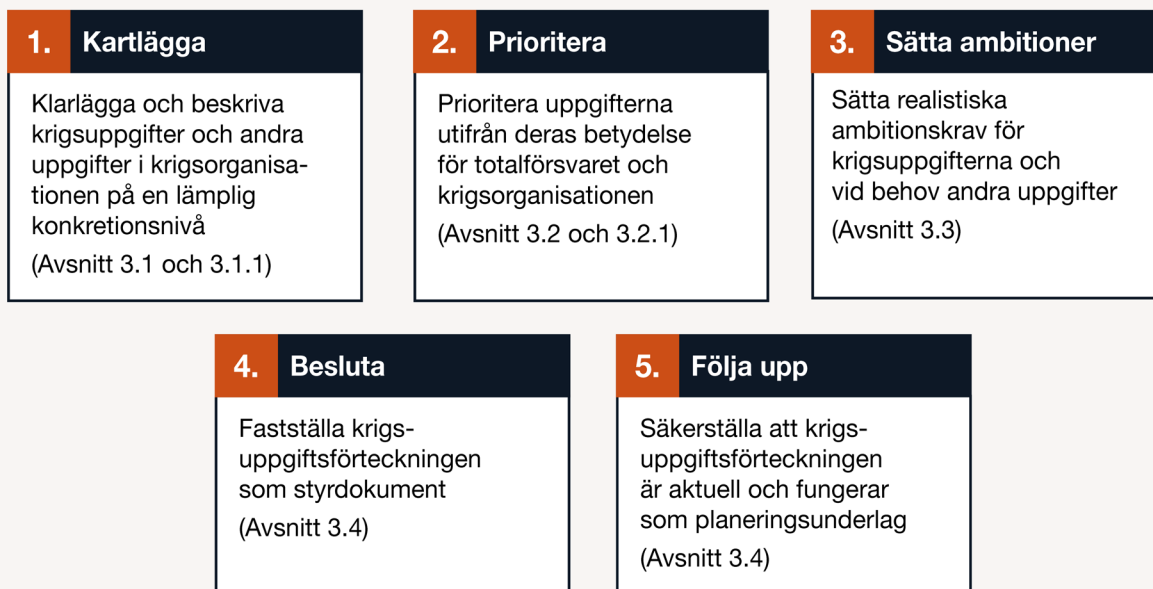 1. Kartlägga
Klarlägga och beskriva
krigsuppgifter och andra
uppgifter i krigsorganisa-
tionen på en lämplig
konkretionsnivå
(Avsnitt 3.1 och 3.1.1)
2. Prioritera
Prioritera uppgifterna
utifrån deras betydelse
för totalförsvaret och
krigsorganisationen
(Avsnitt 3.2 och 3.2.1)
3. Sätta ambitioner
Sätta realistiska
ambitionskrav för
krigsuppgifterna och
vid behov andra uppgifter
(Avsnitt 3.3)
4. Besluta
Fastställa krigs-
uppgiftsförteckningen
som styrdokument
(Avsnitt 3.4)
5. Följa upp
Säkerställa att krigs-
uppgiftsförteckningen
är aktuell och fungerar
som planeringsunderlag
(Avsnitt 3.4)